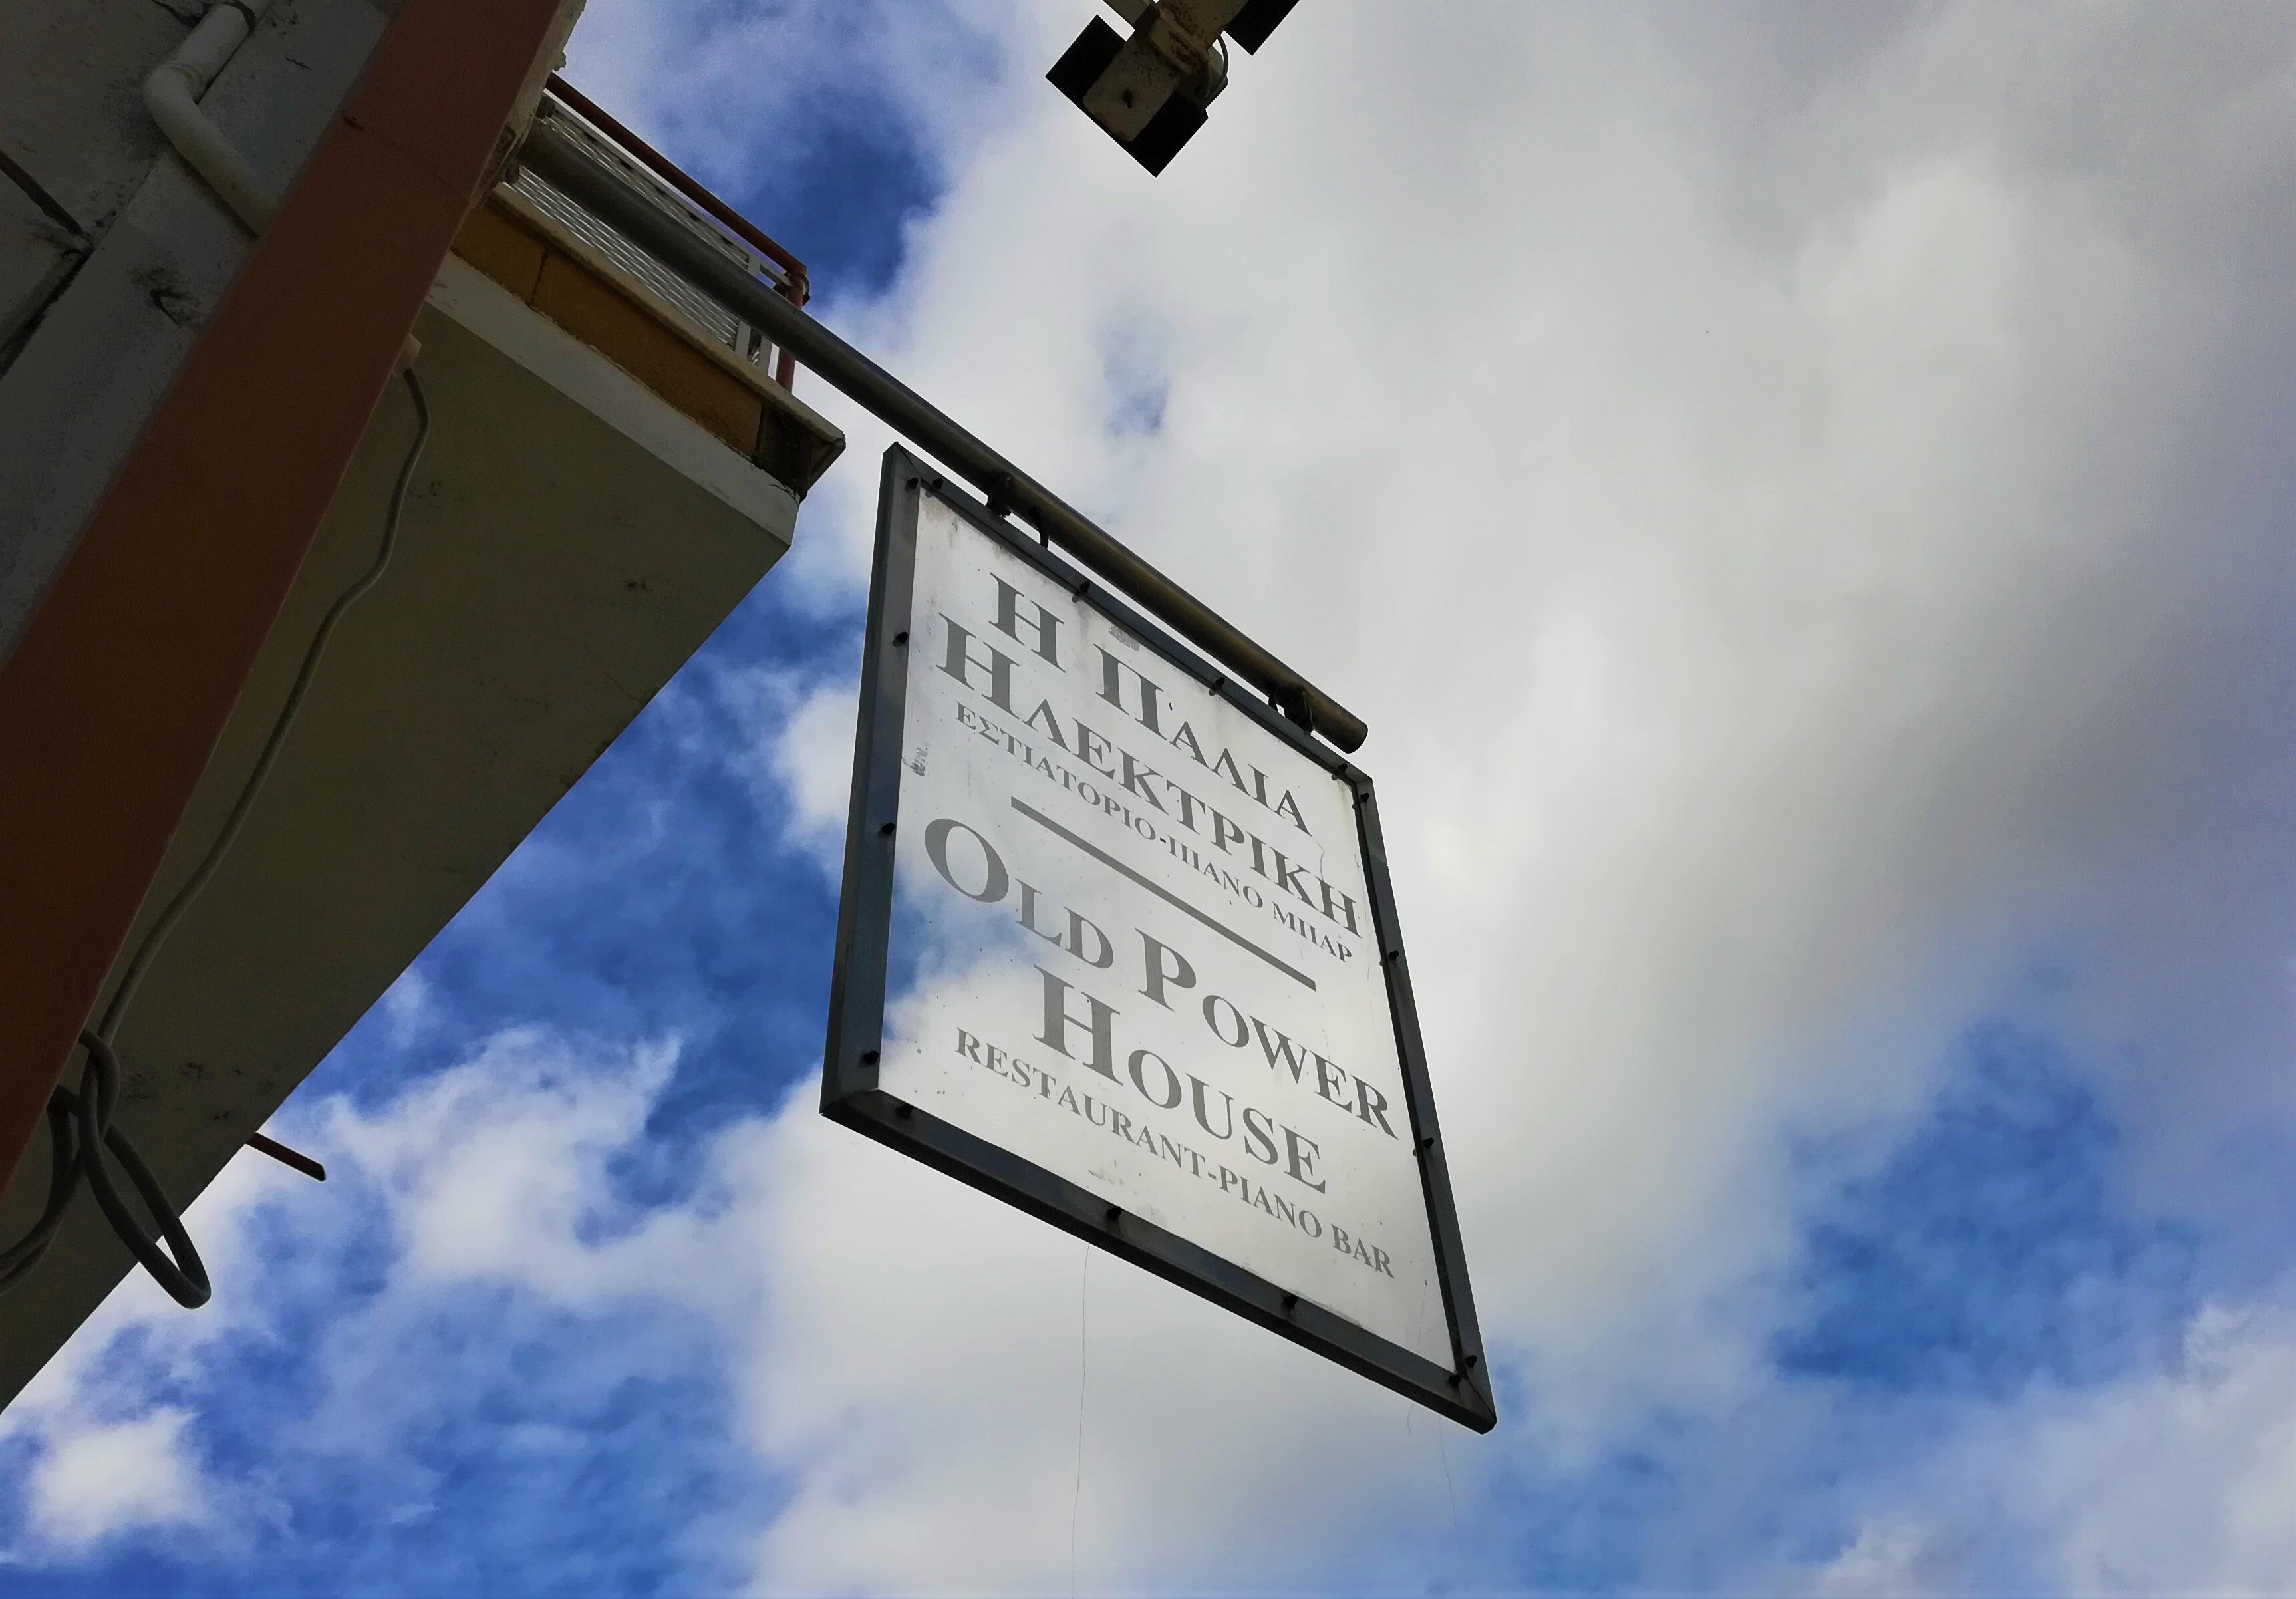 Η ΠΑΛΙΑ
ΗΛΕΚΤΡΙΚΗ
ΕΣΤΙΑΤΟΡΙΟ-ΠΙΑΝΟ ΜΠΑΡ
OLD POWER
HOUSE
RESTAURANT-PIANO BAR